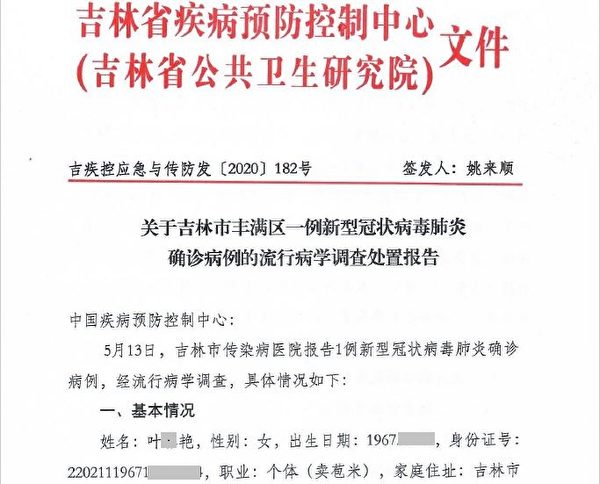 吉林省疾病预防控制中心
(吉林省公共卫生研究院)文件
吉疾控应急与传防发〔2020〕182号 签发人：姚来顺
关于吉林市丰满区一例新型冠状病毒肺炎
确诊病例的流行病学调查处置报告
中国疾病预防控制中心：
5月13日，吉林市传染病医院报告1例新型冠状病毒肺炎确诊
病例，经流行病学调查，具体情况如下：
一、基本情况
姓名：叶 艳，性别：女，出生日期：1967. ，身份证号：
22021119671 4，职业：个体（卖苞米），家庭住址：吉林市